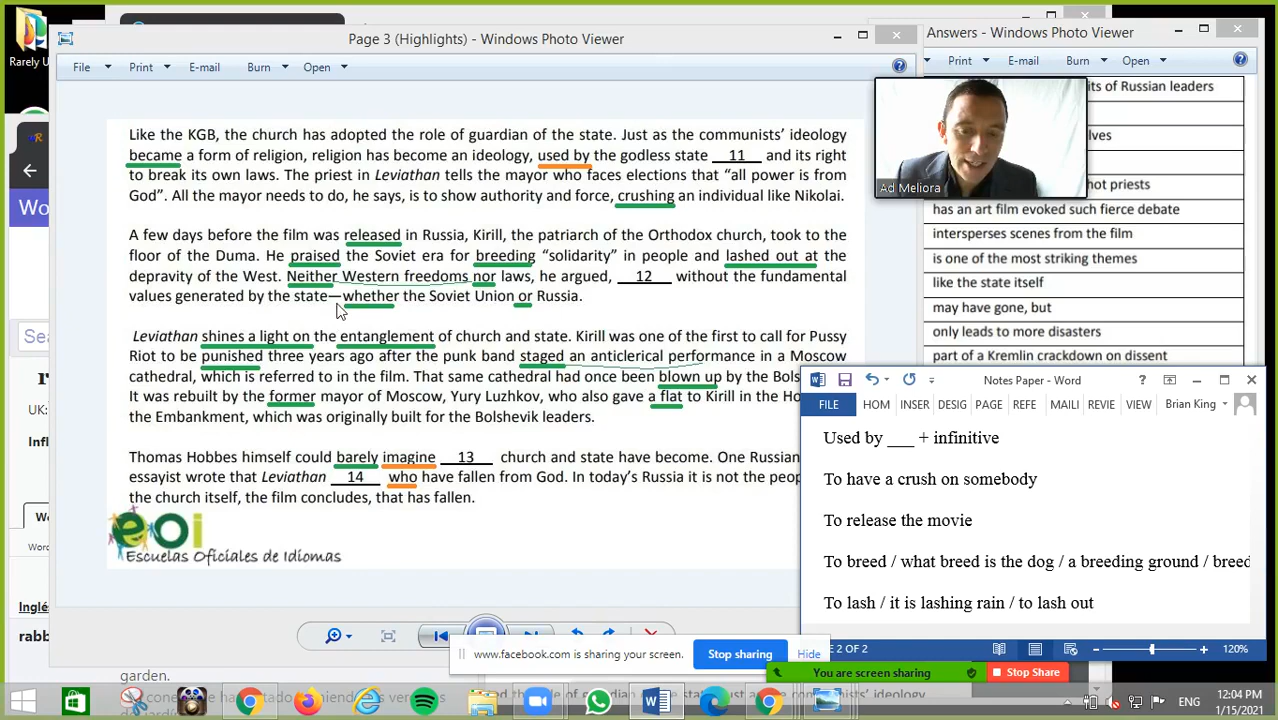 Page 3 (Highlights) - Windows Photo Viewer
Answers - Windows Photo Viewer
Rarely U
File Print E-mail Burn Open
Print E-mail Burn Open
its of Russian leaders
elves
hot priests
has an art film evoked such fierce debate
intersperses scenes from the film
is one of the most striking themes
like the state itself
may have gone, but
only leads to more disasters
part of a Kremlin crackdown on dissent
Ad Meliora
Like the KGB, the church has adopted the role of guardian of the state. Just as the communists' ideology
became a form of religion, religion has become an ideology, used by the godless state 11 and its right
to break its own laws. The priest in Leviathan tells the mayor who faces elections that “all power is from
God”. All the mayor needs to do, he says, is to show authority and force, crushing an individual like Nikolai.
A few days before the film was released in Russia, Kirill, the patriarch of the Orthodox church, took to the
floor of the Duma. He praised the Soviet era for breeding “solidarity” in people and lashed out at the
depravity of the West. Neither Western freedoms nor laws, he argued, 12 without the fundamental
values generated by the state—whether the Soviet Union or Russia.
Leviathan shines a light on the entanglement of church and state. Kirill was one of the first to call for Pussy
Riot to be punished three years ago after the punk band staged an anticlerical performance in a Moscow
cathedral, which is referred to in the film. That same cathedral had once been blown up by the Bols
It was rebuilt by the former mayor of Moscow, Yury Luzhkov, who also gave a flat to Kirill in the Ho
the Embankment, which was originally built for the Bolshevik leaders.
Thomas Hobbes himself could barely imagine 13 church and state have become. One Russian
essayist wrote that Leviathan 14 who have fallen from God. In today's Russia it is not the peop
the church itself, the film concludes, that has fallen.
eoi
Escuelas Oficiales de Idiomas
Notes Paper - Word
FILE HOM INSER DESIG PAGE REFE MAILI REVIE VIEW Brian King
Used by ___ + infinitive
To have a crush on somebody
To release the movie
To breed / what breed is the dog / a breeding ground / breed
To lash / it is lashing rain / to lash out
E 2 OF 2 120%
Wo
UK:
Infl
Wo
Word
Inglé
rabb
garden.
www.facebook.com is sharing your screen. Stop sharing Hide
You are screen sharing Stop Share
ENG
12:04 PM
1/15/2021